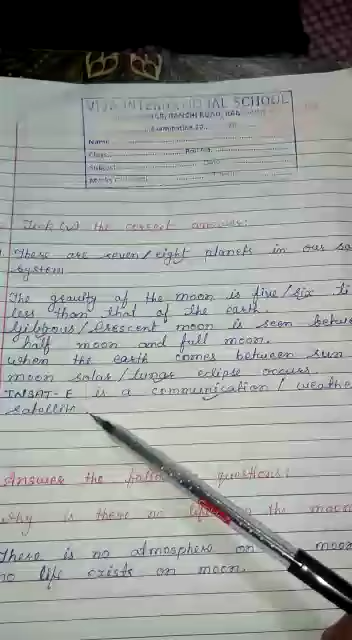 INTERNATIONAL SCHOOL
RANCHI ROAD,
Name
Class
Subject
Tick out the correct answers:
There are seven/eight planets in our so
system
The gravity of the moon is five/six ti
less than that of the earth.
/crescent moon is seen betwe
half moon and full moon.
when the earth comes between sun
moon solar/lunar eclipse occurs.
INSAT-E is a communication/weathe
satellite
Answer the questions:
Why is there no life the moon
There is no atmosphere on moon
no life exists on moon.